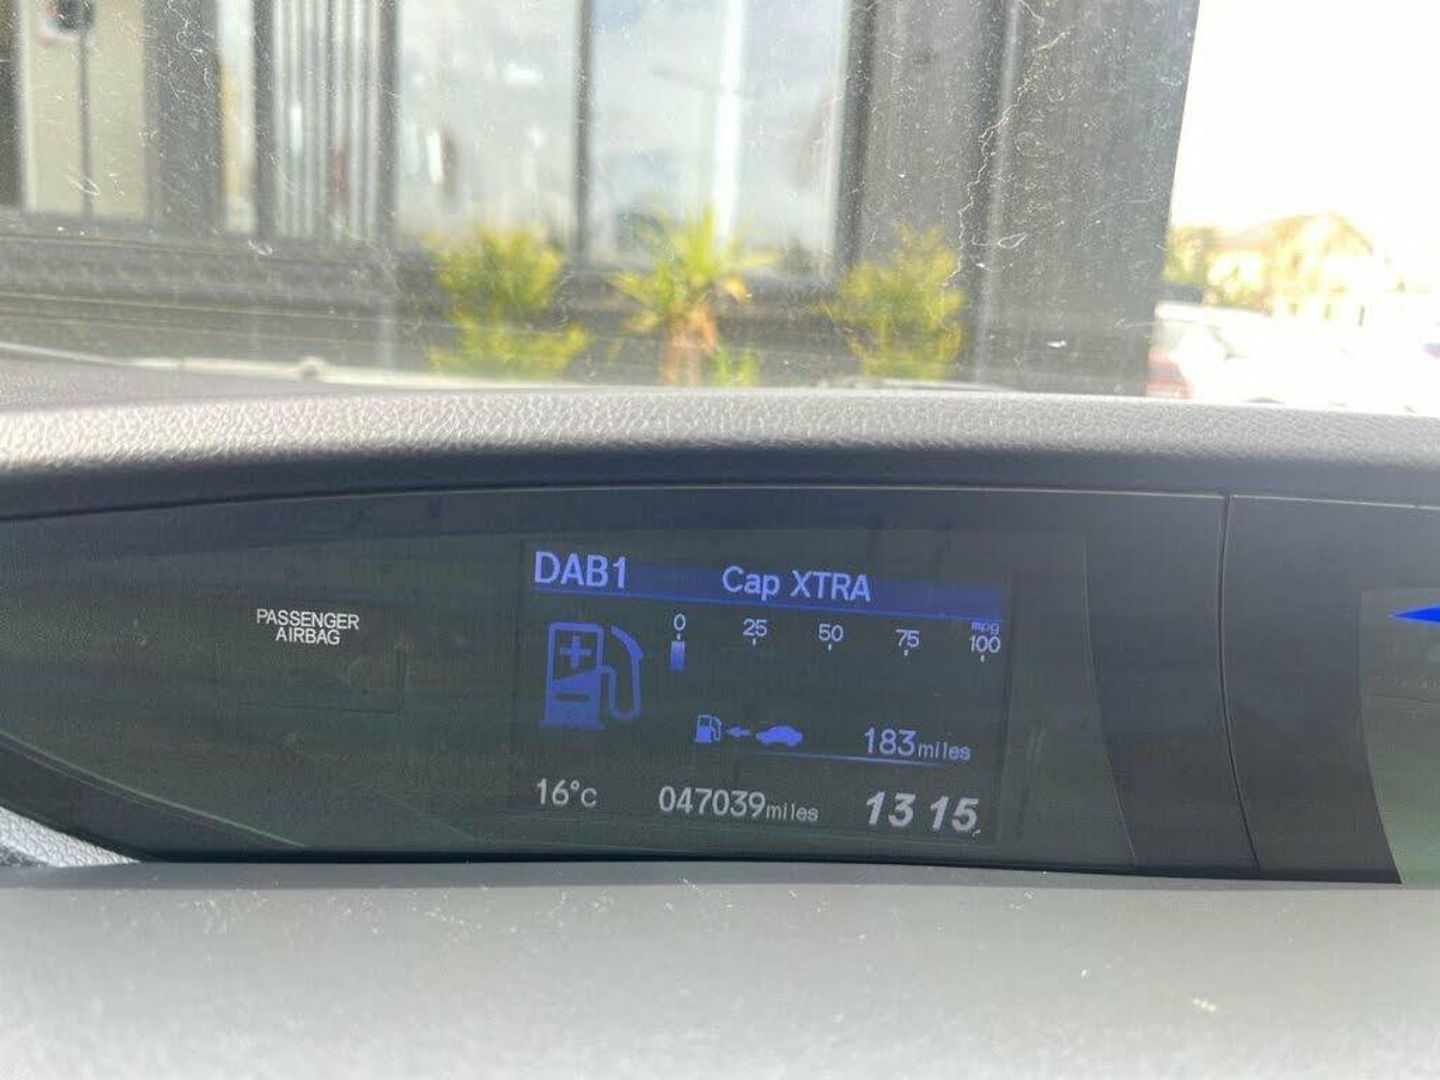 DAB1 Cap XTRA
PASSENGER
AIRBAG
mpg
0 25 50 75 100
183miles
16°C 047039miles 13 15